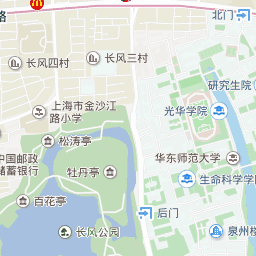 路
北门
长风四村
长风三村
研究生院
光华学院
上海市金沙江
路小学
松涛亭
华东师范大学
中国邮政
储蓄银行
牡丹亭
生命科学学院
百花亭
后门
长风公园
泉州楼